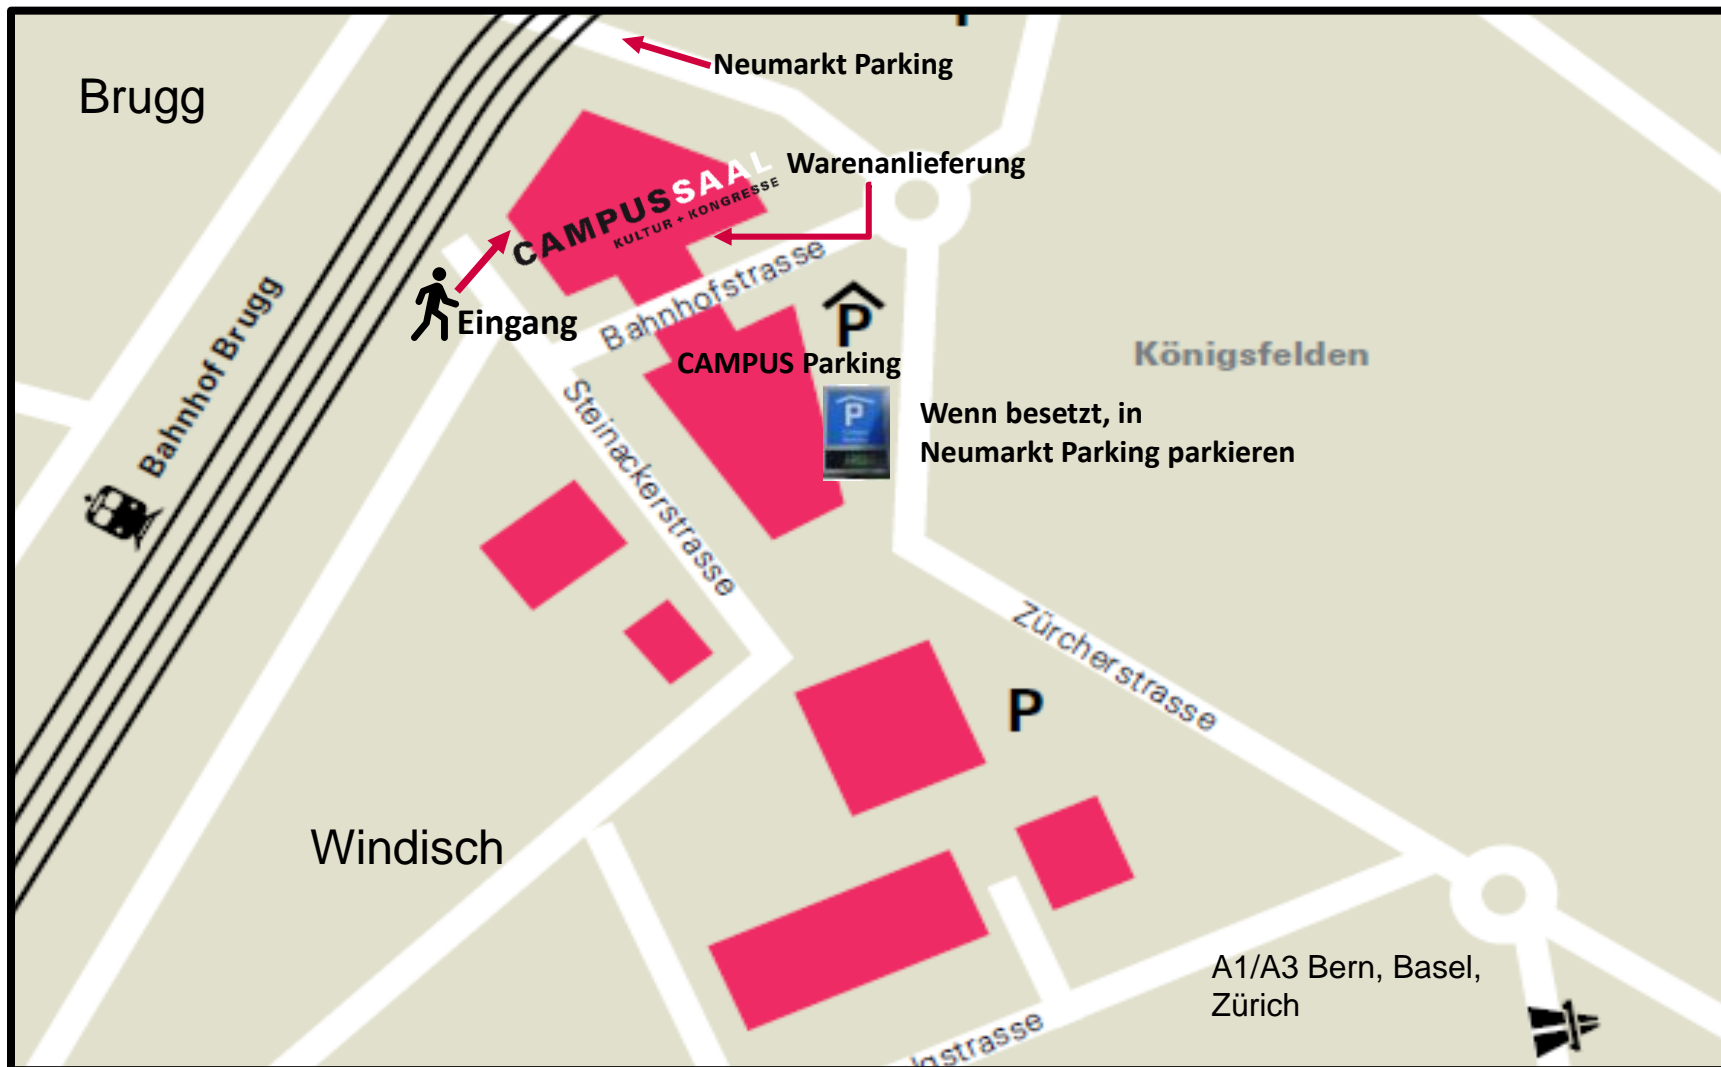 Neumarkt Parking
Brugg
Warenanlieferung
CAMPUSSAAL
KULTUR + KONGRESSE
Bahnhofstrasse
Eingang
Bahnhof Brugg
P
CAMPUS Parking
Königsfelden
P
Wenn besetzt, in
Neumarkt Parking parkieren
Steinackerstrasse
Zürcherstrasse
P
Windisch
A1/A3 Bern, Basel,
Zürich
gstrasse